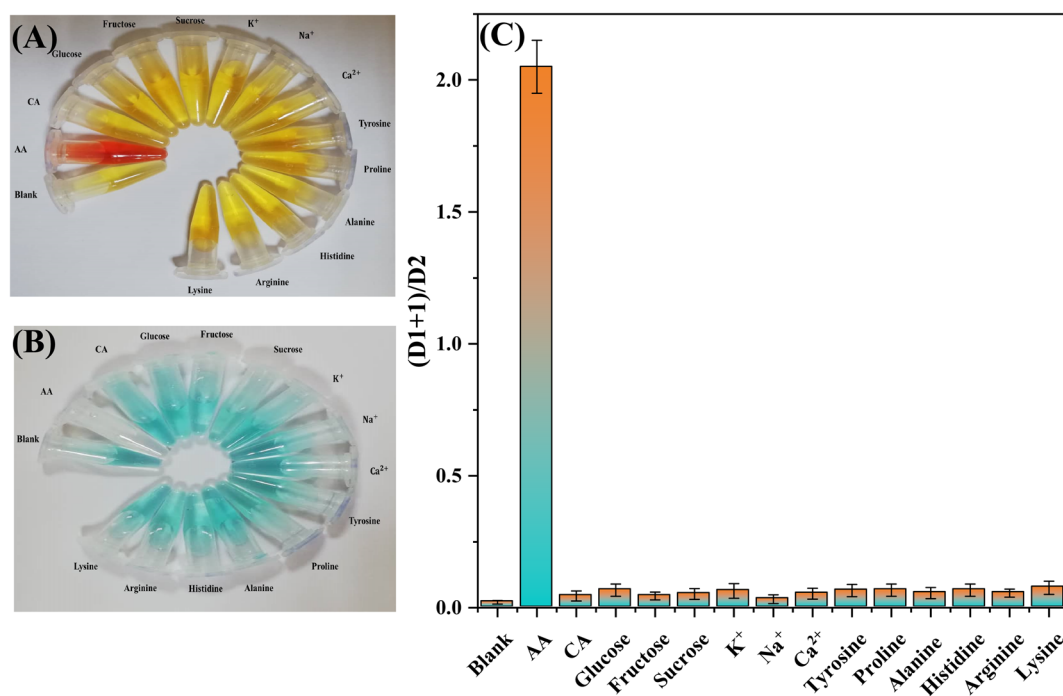 (A)
Blank
AA
CA
Glucose
Fructose
Sucrose
K⁺
Na⁺
Ca²⁺
Tyrosine
Proline
Alanine
Histidine
Arginine
Lysine
(B)
Blank
AA
CA
Glucose
Fructose
Sucrose
K⁺
Na⁺
Ca²⁺
Tyrosine
Proline
Alanine
Histidine
Arginine
Lysine
(C)
(D1+1)/D2
2.0
1.5
1.0
0.5
0.0
Blank
AA
CA
Glucose
Fructose
Sucrose
K⁺
Na⁺
Ca²⁺
Tyrosine
Proline
Alanine
Histidine
Arginine
Lysine